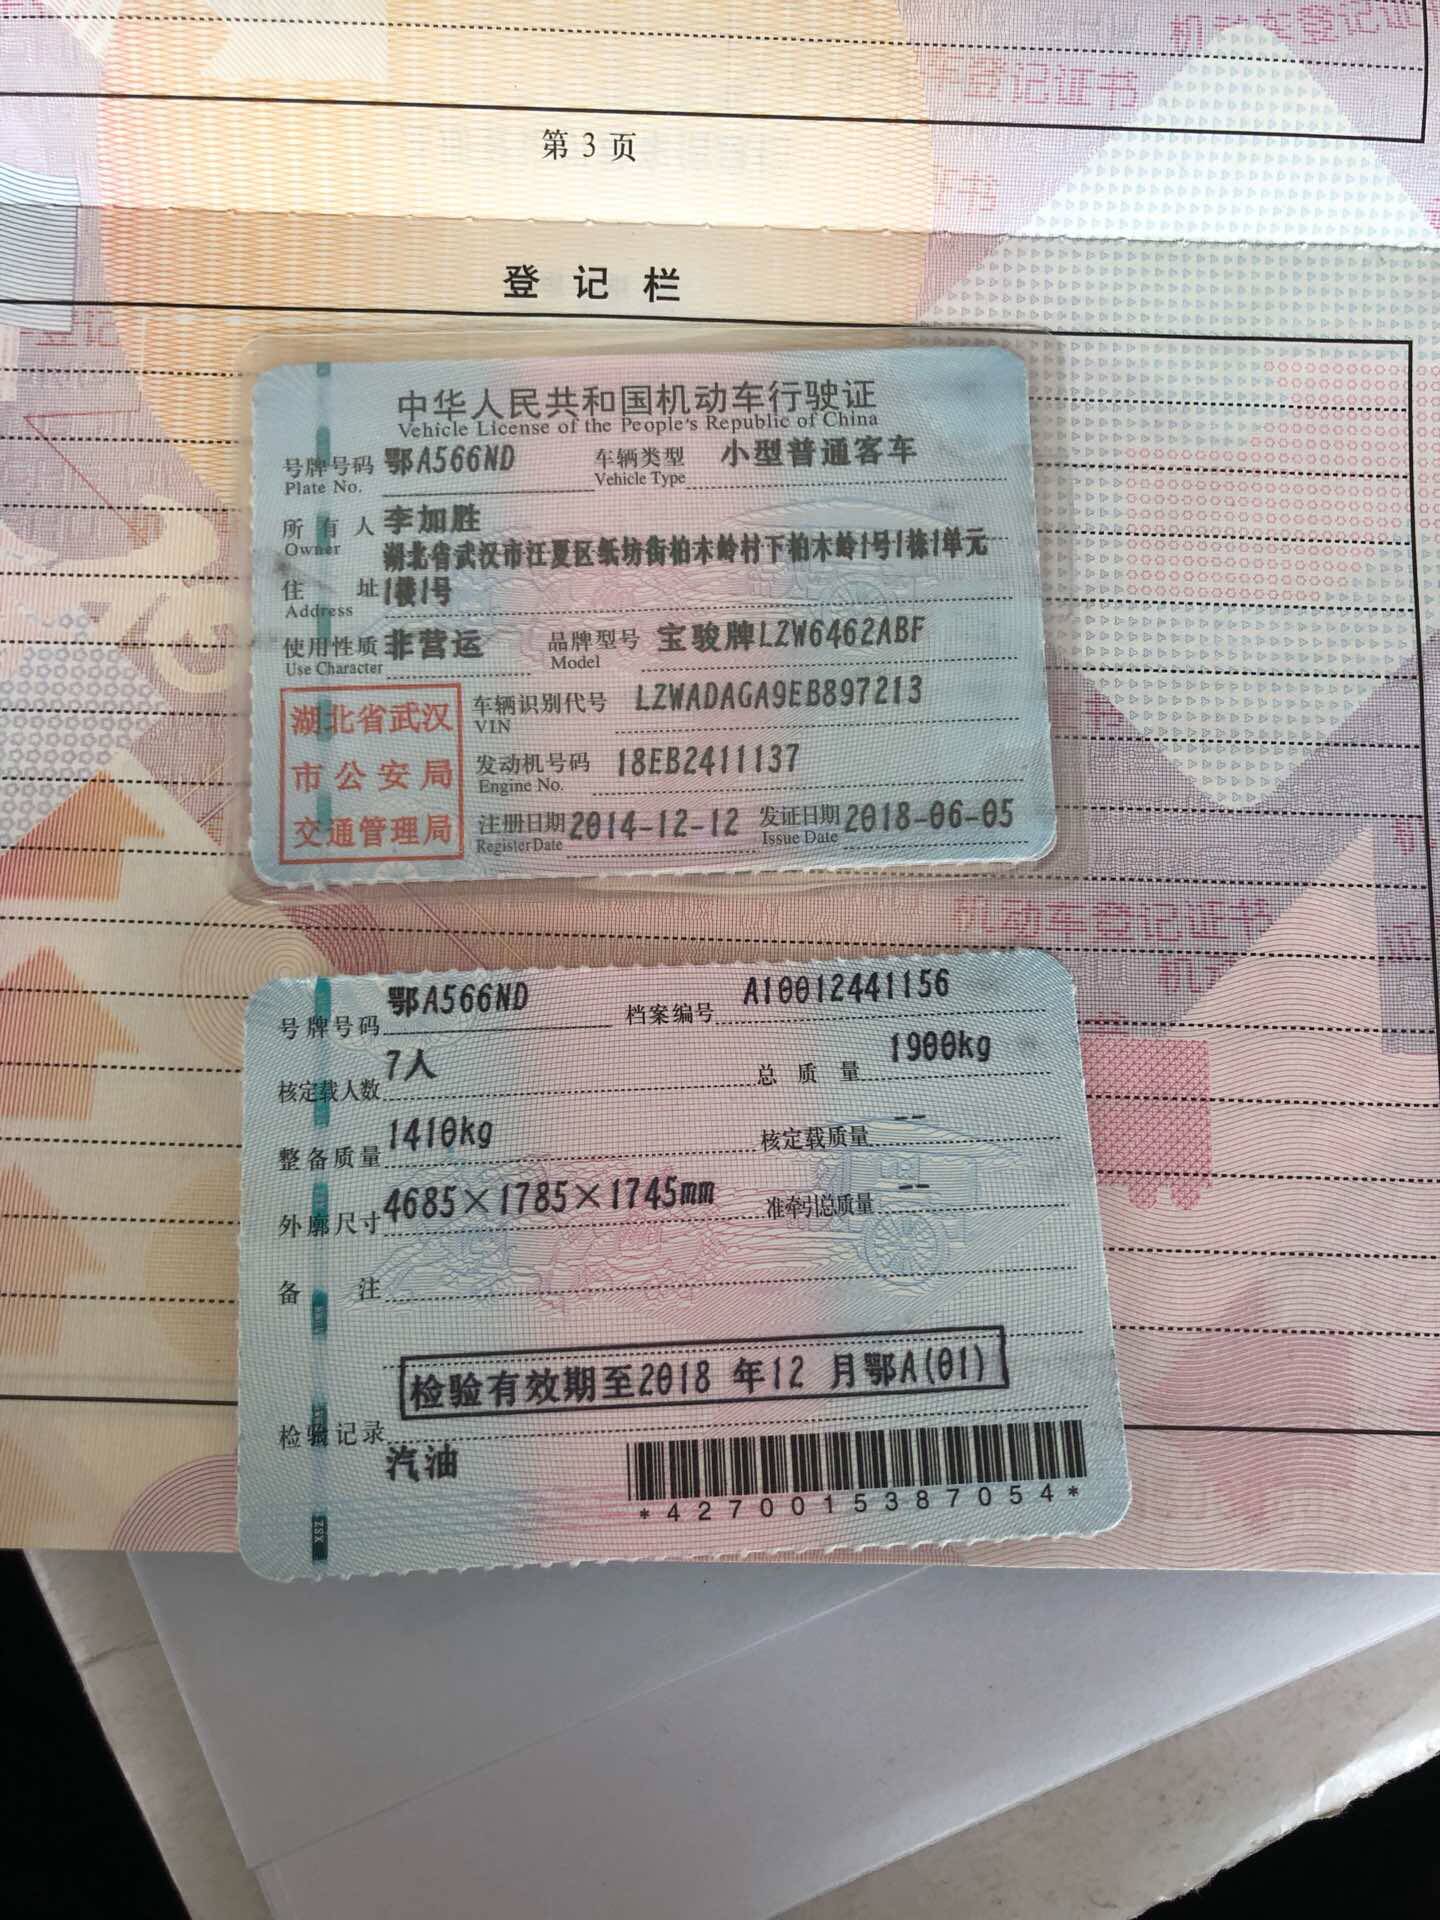 机动车登记证书
车登记证书
第 3 页
登 记 栏
中华人民共和国机动车行驶证
Vehicle License of the People's Republic of China
号牌号码 鄂A566ND 车辆类型 小型普通客车
Plate No. Vehicle Type
所有人 李加胜
Owner
湖北省武汉市江夏区纸坊街柏木岭村下柏木岭1号1栋1单元
住址 1楼1号
Address
使用性质 非营运 品牌型号 宝骏牌LZW6462ABF
Use Character Model
湖北省武汉
市公安局
交通管理局
车辆识别代号 LZWADAGA9EB897213
VIN
发动机号码 18EB2411137
Engine No.
注册日期 2014-12-12 发证日期 2018-06-05
Register Date Issue Date
机动车登记证书
号牌号码 鄂A566ND 档案编号 A10012441156
核定载人数 7人 总质量 1900kg
整备质量 1410kg 核定载质量 --
外廓尺寸 4685×1785×1745mm 准牵引总质量 --
备注
检验有效期至2018 年12 月鄂A(01)
检验记录
汽油
*4270015387054*